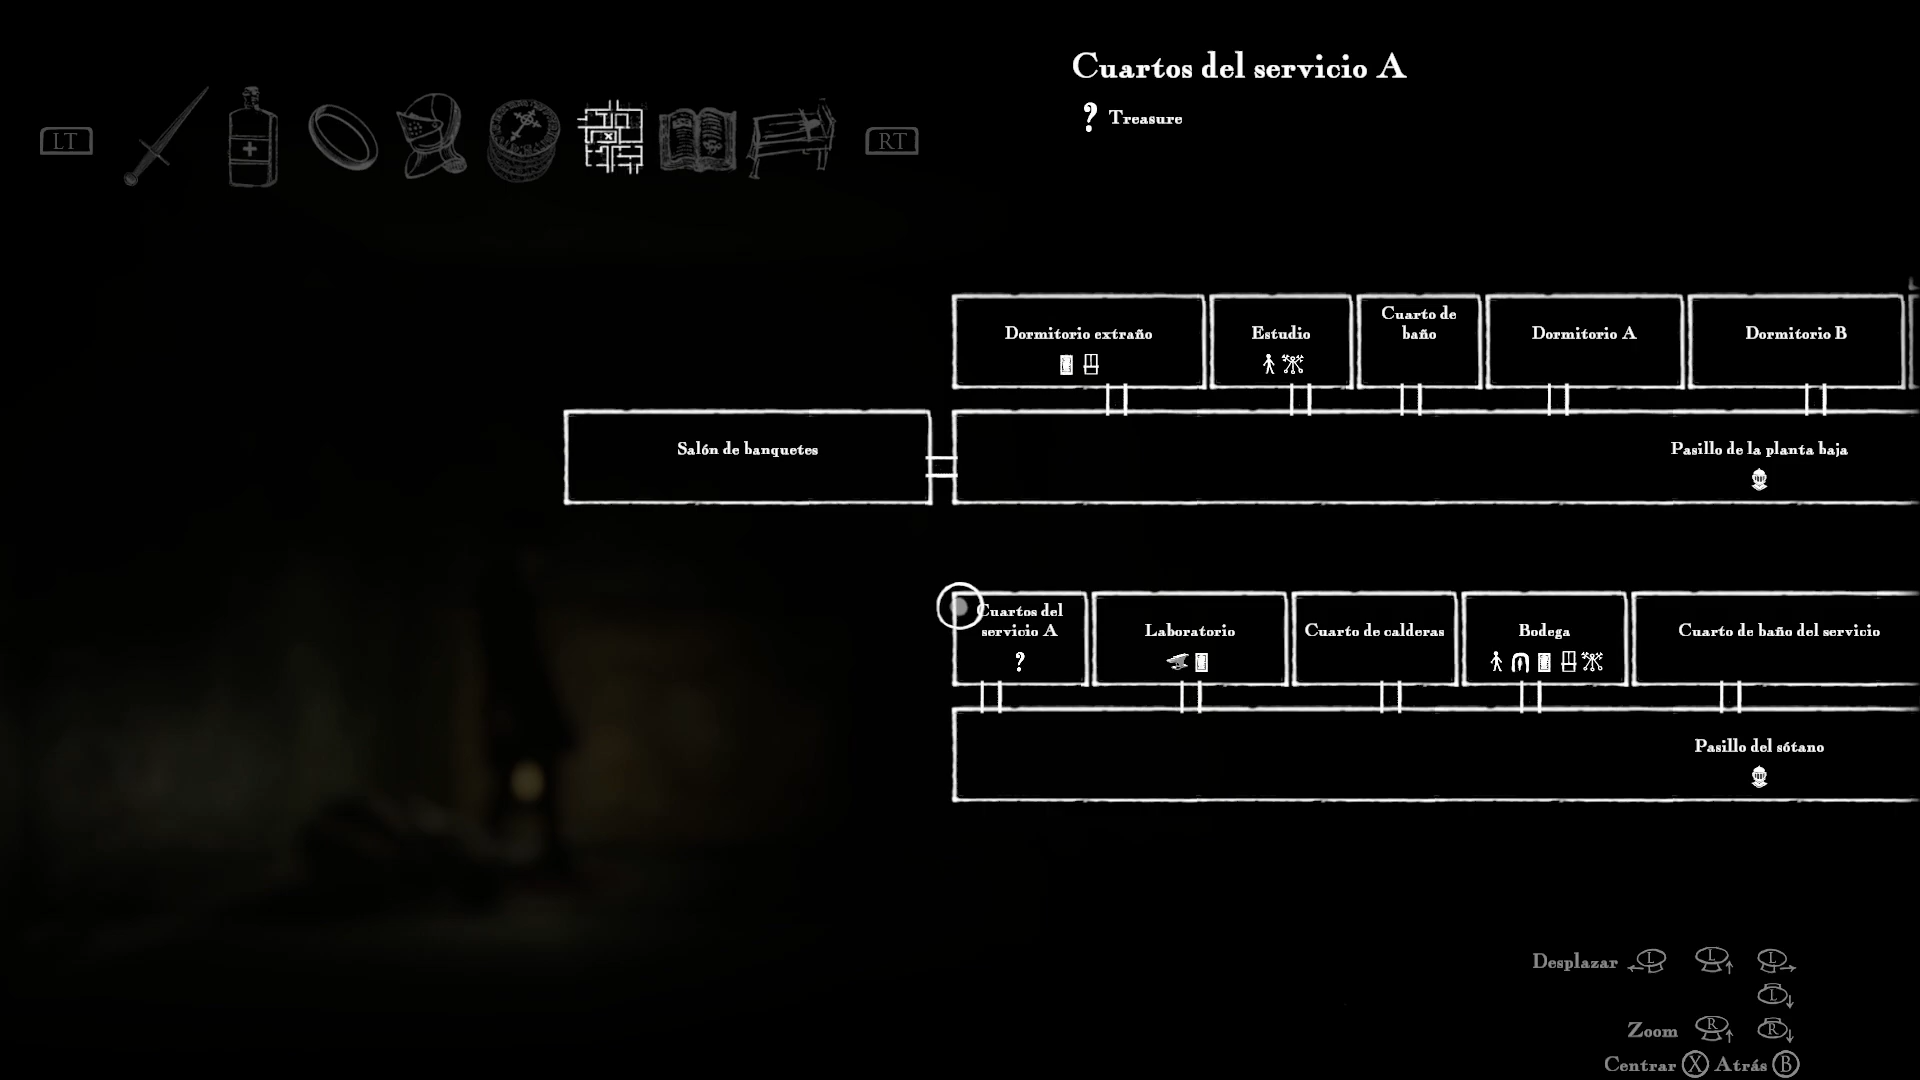 Cuartos del servicio A
? Treasure
LT
RT
Dormitorio extraño
Estudio
Cuarto de
baño
Dormitorio A
Dormitorio B
Salón de banquetes
Pasillo de la planta baja
Cuartos del
servicio A
?
Laboratorio
Cuarto de calderas
Bodega
Cuarto de baño del servicio
Pasillo del sótano
Desplazar L L L
L
Zoom R R
Centrar X Atrás B